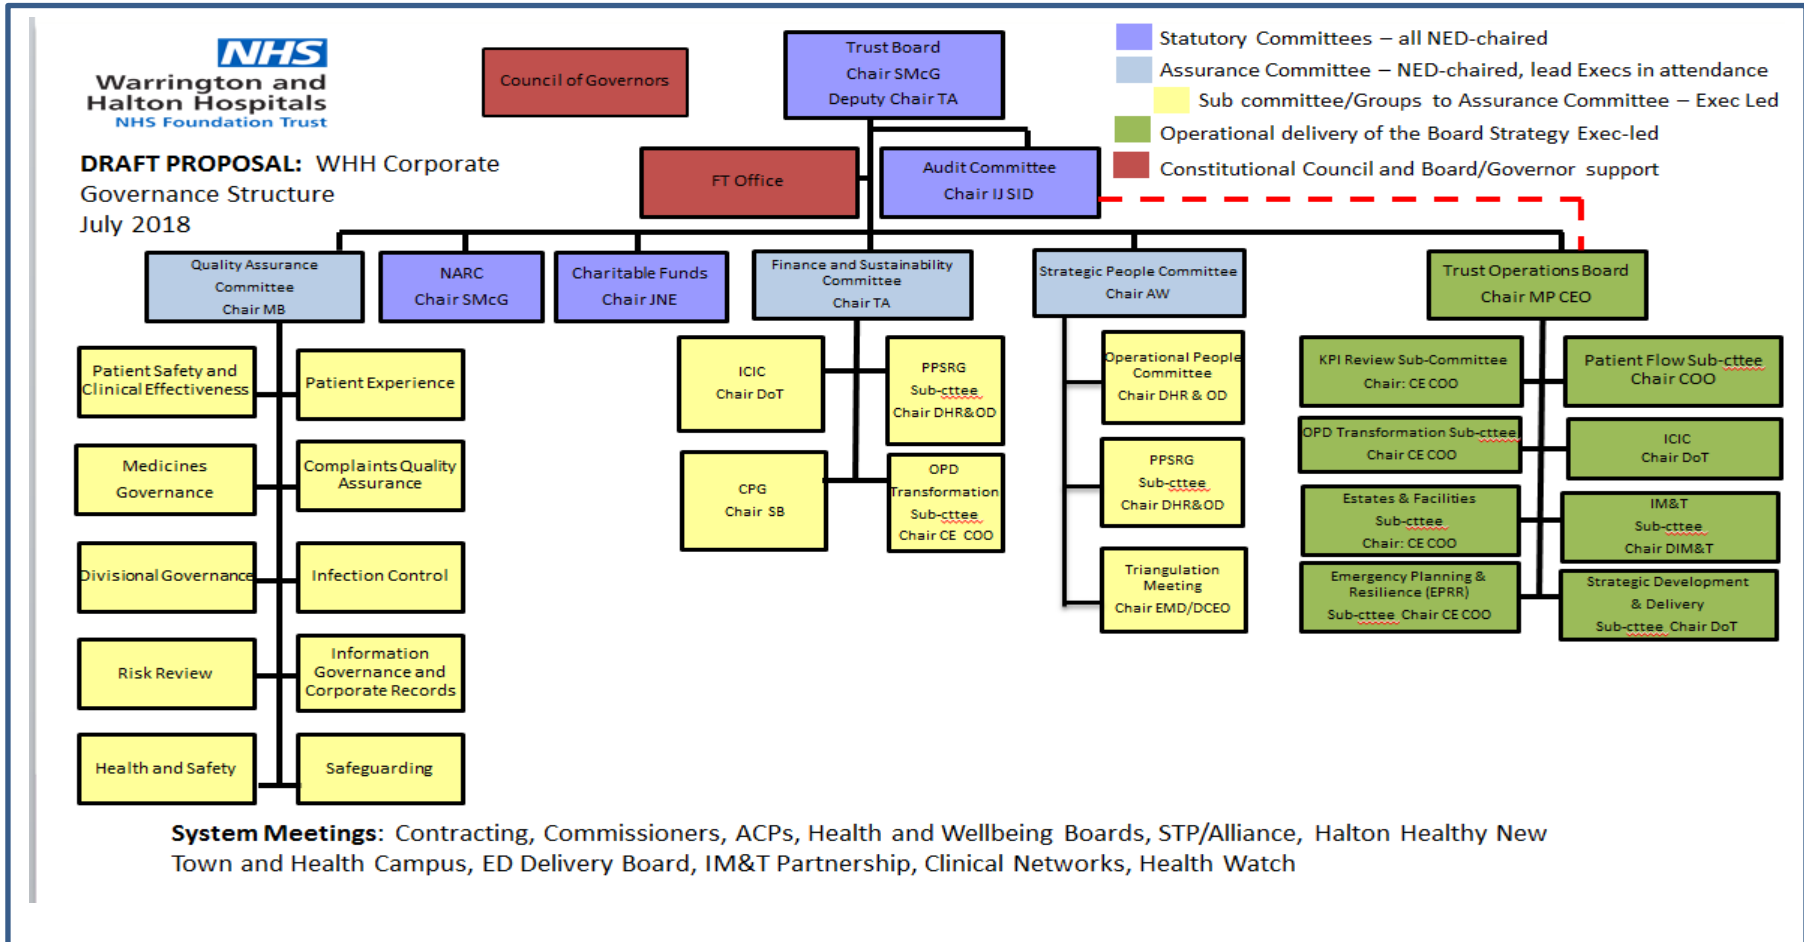 NHS
Warrington and
Halton Hospitals
NHS Foundation Trust
DRAFT PROPOSAL: WHH Corporate
Governance Structure
July 2018
Council of Governors
Trust Board
Chair SMcG
Deputy Chair TA
Statutory Committees – all NED-chaired
Assurance Committee – NED-chaired, lead Execs in attendance
Sub committee/Groups to Assurance Committee – Exec Led
Operational delivery of the Board Strategy Exec-led
Constitutional Council and Board/Governor support
FT Office
Audit Committee
Chair IJ SID
Quality Assurance
Committee
Chair MB
NARC
Chair SMcG
Charitable Funds
Chair JNE
Finance and Sustainability
Committee
Chair TA
Strategic People Committee
Chair AW
Trust Operations Board
Chair MP CEO
Patient Safety and
Clinical Effectiveness
Patient Experience
Medicines
Governance
Complaints Quality
Assurance
Divisional Governance
Infection Control
Risk Review
Information
Governance and
Corporate Records
Health and Safety
Safeguarding
ICIC
Chair DoT
PPSRG
Sub-cttee
Chair DHR&OD
CPG
Chair SB
OPD
Transformation
Sub-cttee
Chair CE COO
Operational People
Committee
Chair DHR & OD
PPSRG
Sub-cttee
Chair DHR&OD
Triangulation
Meeting
Chair EMD/DCEO
KPI Review Sub-Committee
Chair: CE COO
Patient Flow Sub-cttee
Chair COO
OPD Transformation Sub-cttee
Chair CE COO
ICIC
Chair DoT
Estates & Facilities
Sub-cttee
Chair: CE COO
IM&T
Sub-cttee
Chair DIM&T
Emergency Planning &
Resilience (EPRR)
Sub-cttee Chair CE COO
Strategic Development
& Delivery
Sub-cttee Chair DoT
System Meetings: Contracting, Commissioners, ACPs, Health and Wellbeing Boards, STP/Alliance, Halton Healthy New
Town and Health Campus, ED Delivery Board, IM&T Partnership, Clinical Networks, Health Watch